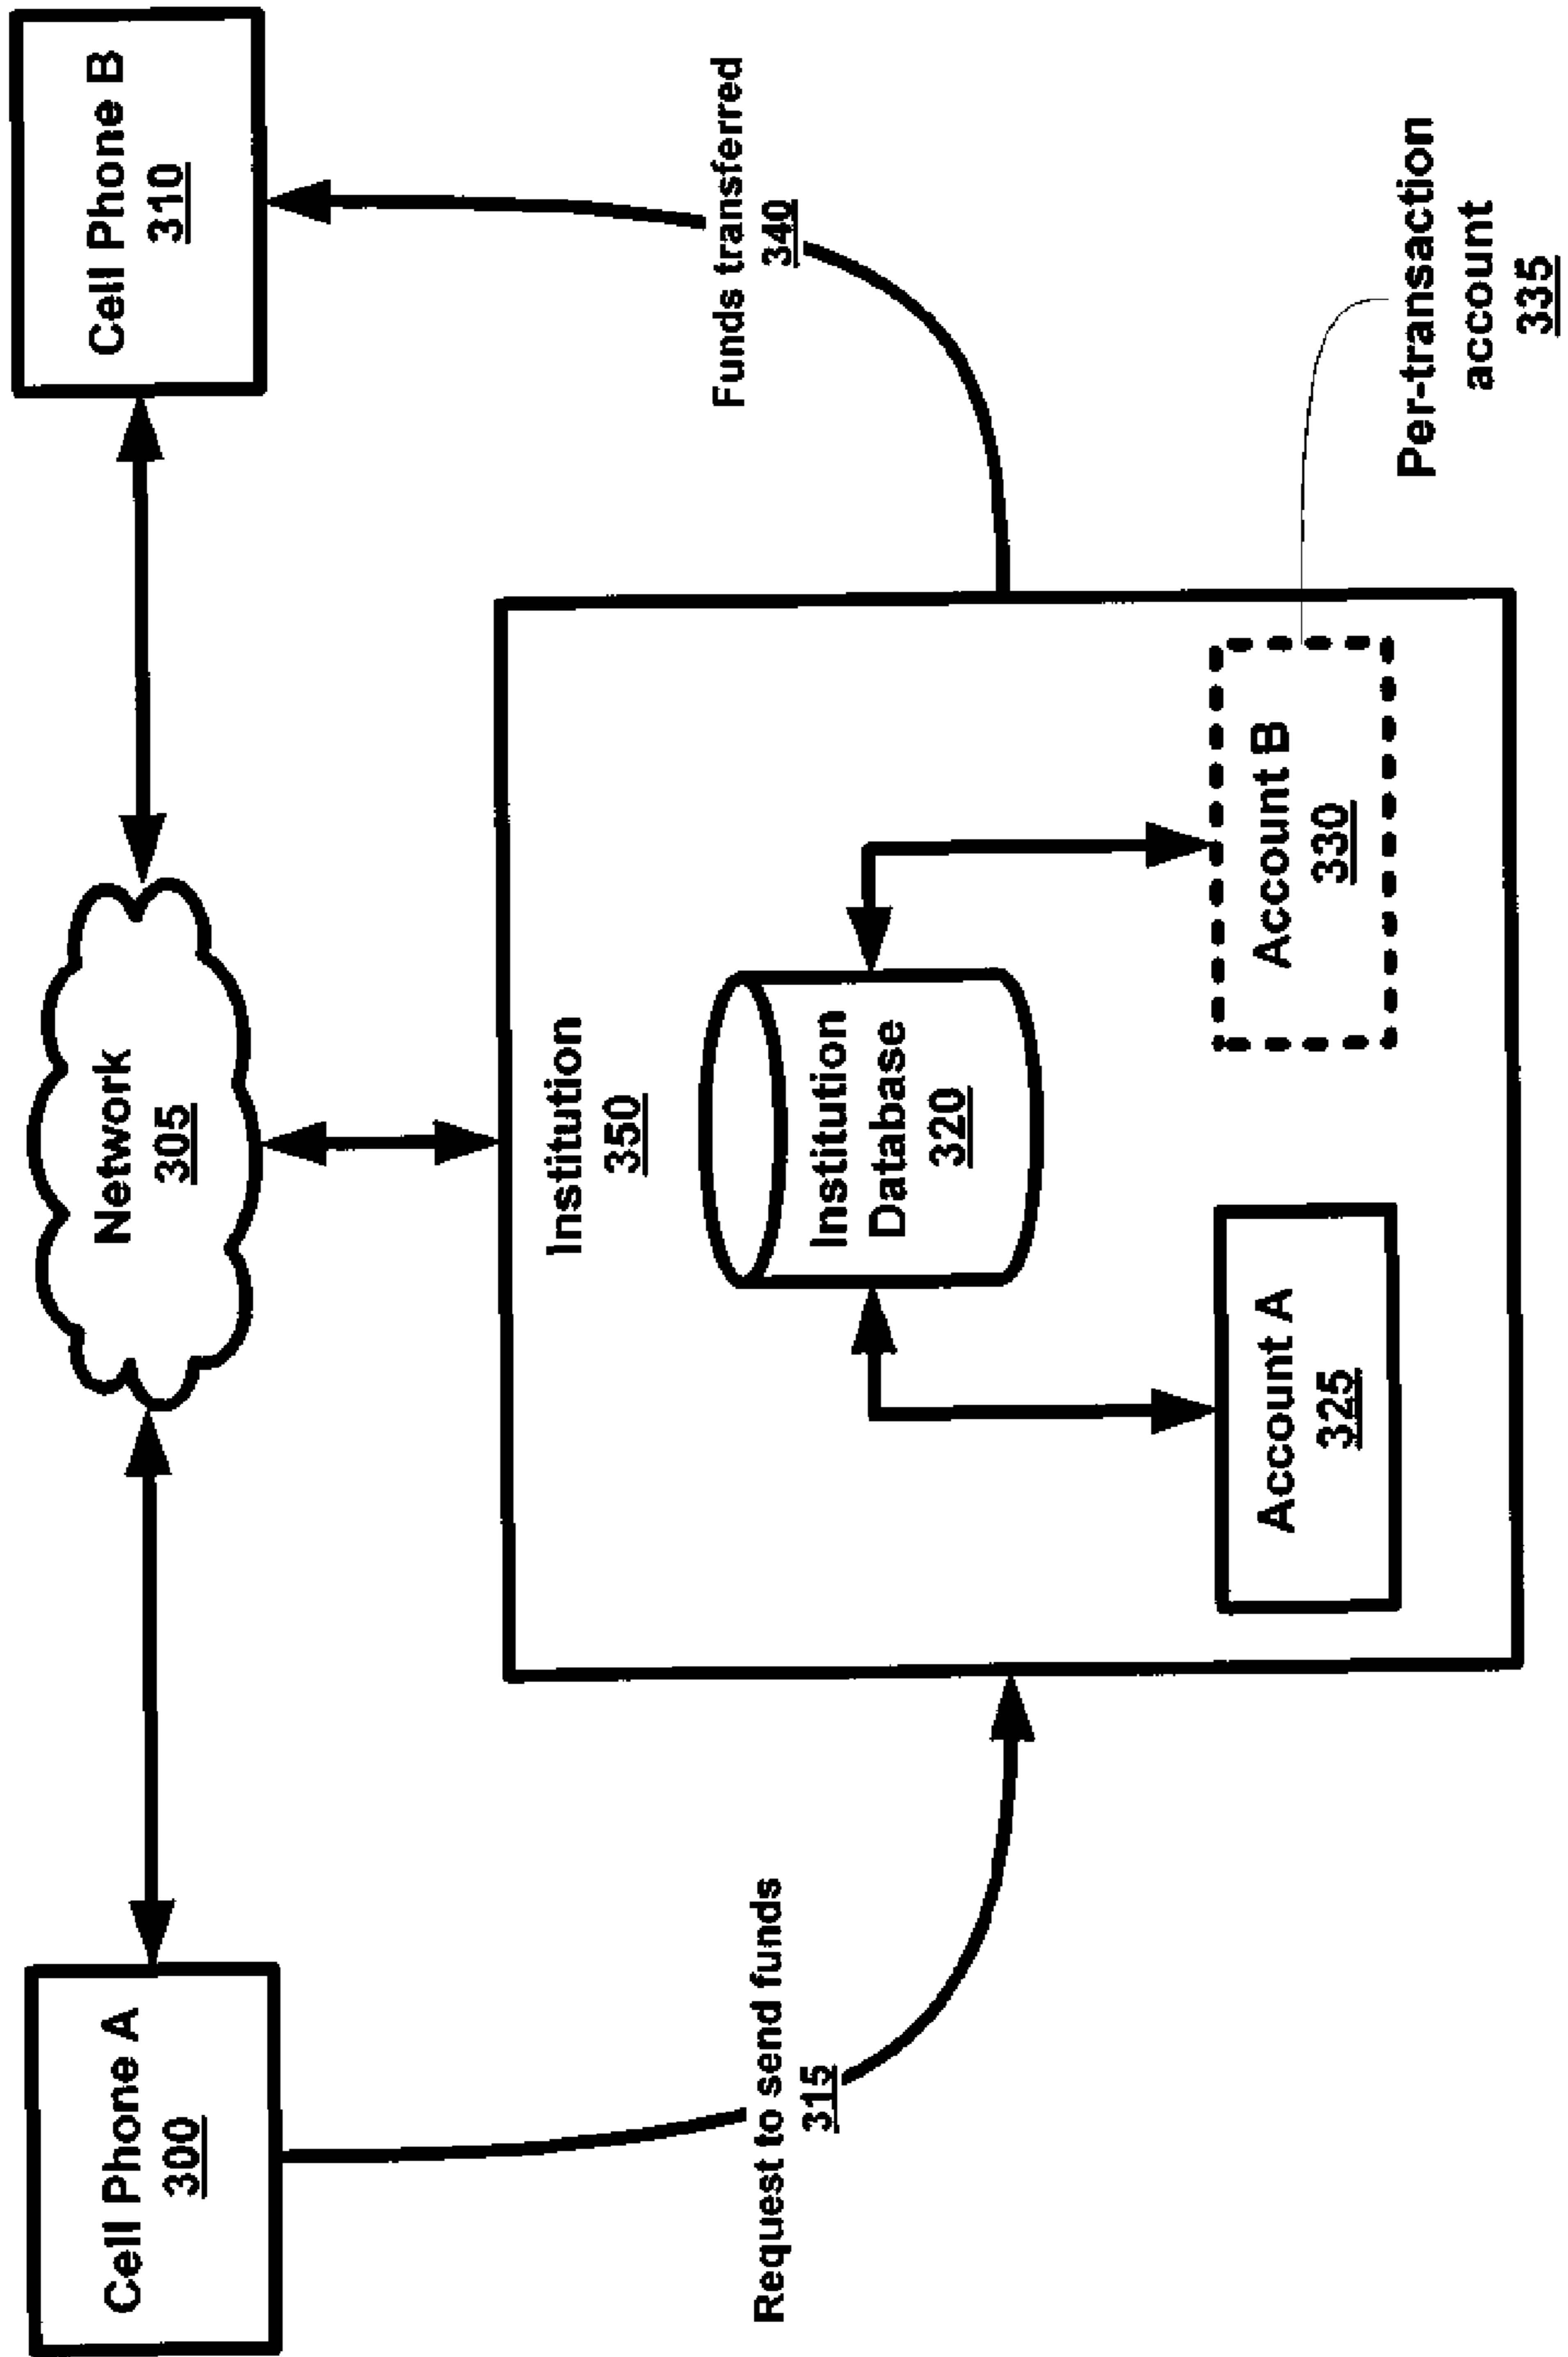 Cell Phone A
300
Network
305
Cell Phone B
310
Request to send funds
315
Institution
350
Institution
Database
320
Account A
325
Account B
330
Funds transferred
340
Per-transaction
account
335